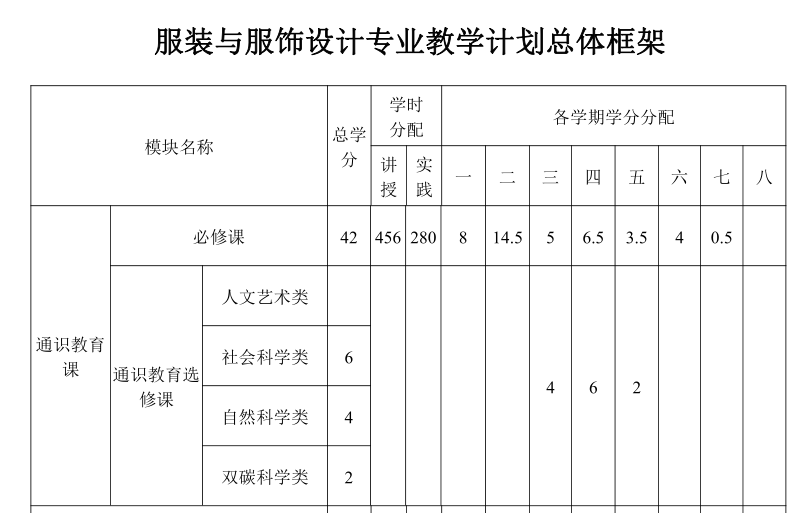 服装与服饰设计专业教学计划总体框架
模块名称 总学分 学时分配 各学期学分分配
讲授 实践 一 二 三 四 五 六 七 八
通识教育课 必修课 42 456 280 8 14.5 5 6.5 3.5 4 0.5
通识教育选修课 人文艺术类 4 6 2
社会科学类 6
自然科学类 4
双碳科学类 2